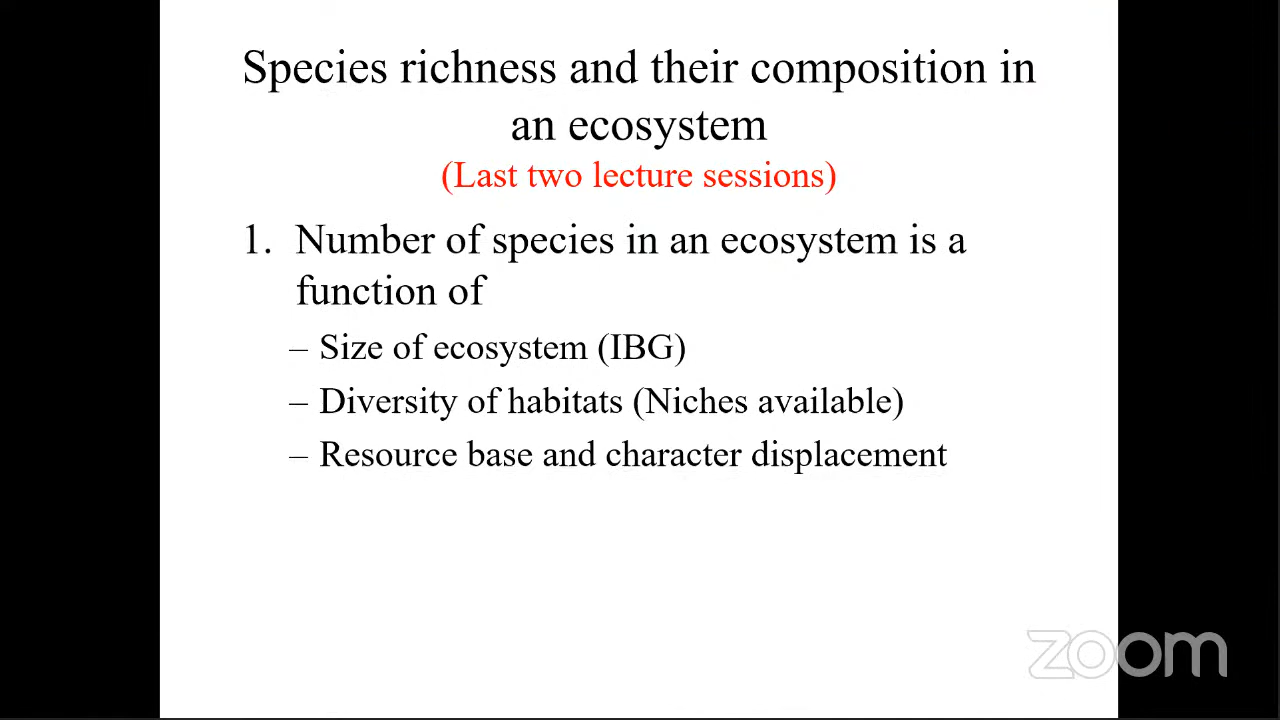 Species richness and their composition in
an ecosystem
(Last two lecture sessions)
1. Number of species in an ecosystem is a
function of
– Size of ecosystem (IBG)
– Diversity of habitats (Niches available)
– Resource base and character displacement
zoom